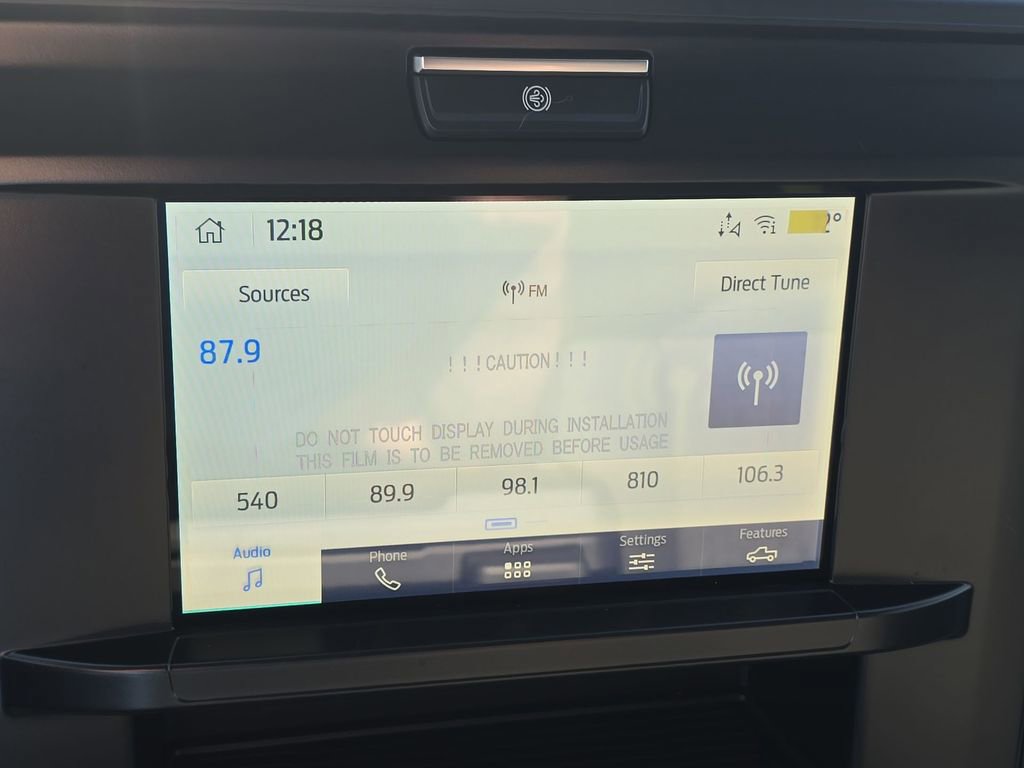 12:18
Sources
FM
Direct Tune
87.9
! ! ! CAUTION ! ! !
DO NOT TOUCH DISPLAY DURING INSTALLATION
THIS FILM IS TO BE REMOVED BEFORE USAGE
540 89.9 98.1 810 106.3
Audio Phone Apps Settings Features